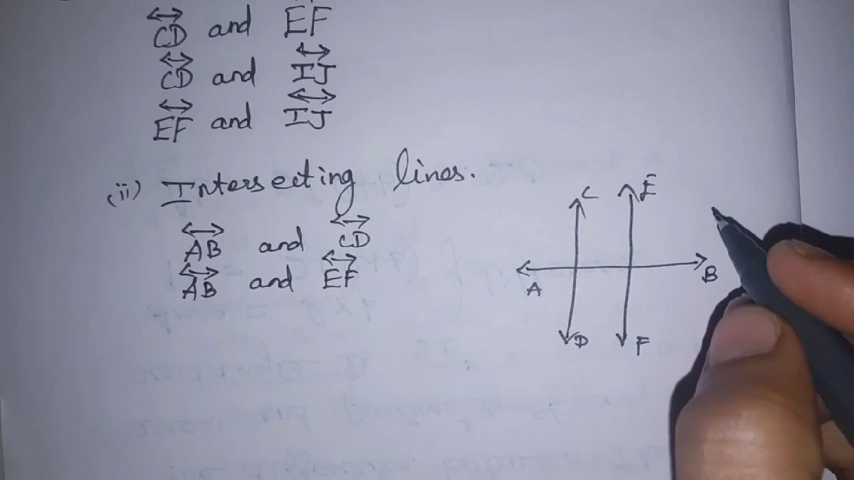 CD and EF
CD and IJ
EF and IJ
(ii) Intersecting lines.
AB and CD
AB and EF
C E
A B
D F